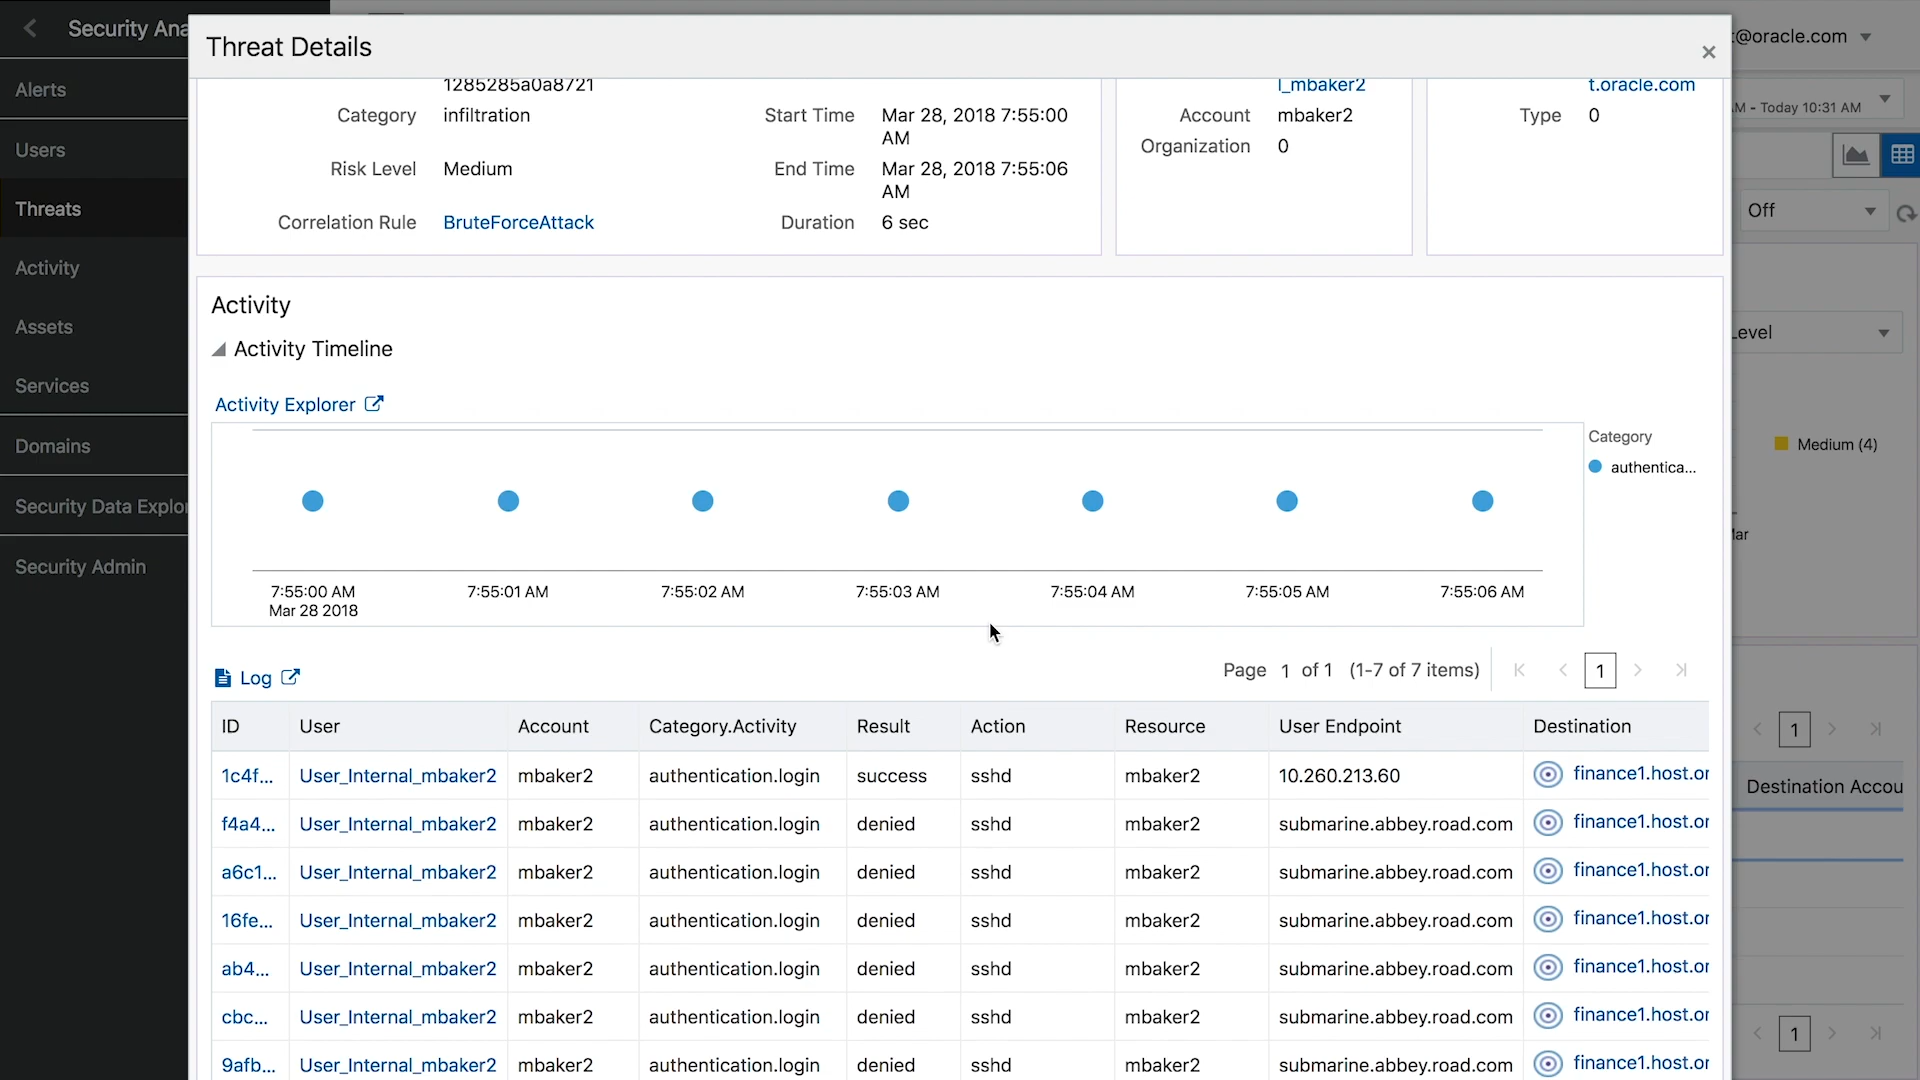 Security Ana
Threat Details
t@oracle.com
Alerts
Users
Threats
Activity
Assets
Services
Domains
Security Data Explor
Security Admin
1285285a0a8721
Category infiltration
Risk Level Medium
Correlation Rule BruteForceAttack
Start Time Mar 28, 2018 7:55:00 AM
End Time Mar 28, 2018 7:55:06 AM
Duration 6 sec
l_mbaker2
Account mbaker2
Organization 0
t.oracle.com
Type 0
M - Today 10:31 AM
Off
Level
Medium (4)
Mar
Activity
Activity Timeline
Activity Explorer
Category
authentica...
7:55:00 AM 7:55:01 AM 7:55:02 AM 7:55:03 AM 7:55:04 AM 7:55:05 AM 7:55:06 AM
Mar 28 2018
Log
Page 1 of 1 (1-7 of 7 items) 1
ID User Account Category.Activity Result Action Resource User Endpoint Destination
1c4f... User_Internal_mbaker2 mbaker2 authentication.login success sshd mbaker2 10.260.213.60 finance1.host.or
f4a4... User_Internal_mbaker2 mbaker2 authentication.login denied sshd mbaker2 submarine.abbey.road.com finance1.host.or
a6c1... User_Internal_mbaker2 mbaker2 authentication.login denied sshd mbaker2 submarine.abbey.road.com finance1.host.or
16fe... User_Internal_mbaker2 mbaker2 authentication.login denied sshd mbaker2 submarine.abbey.road.com finance1.host.or
ab4... User_Internal_mbaker2 mbaker2 authentication.login denied sshd mbaker2 submarine.abbey.road.com finance1.host.or
cbc... User_Internal_mbaker2 mbaker2 authentication.login denied sshd mbaker2 submarine.abbey.road.com finance1.host.or
9afb... User_Internal_mbaker2 mbaker2 authentication.login denied sshd mbaker2 submarine.abbey.road.com finance1.host.or
1
Destination Accou
1